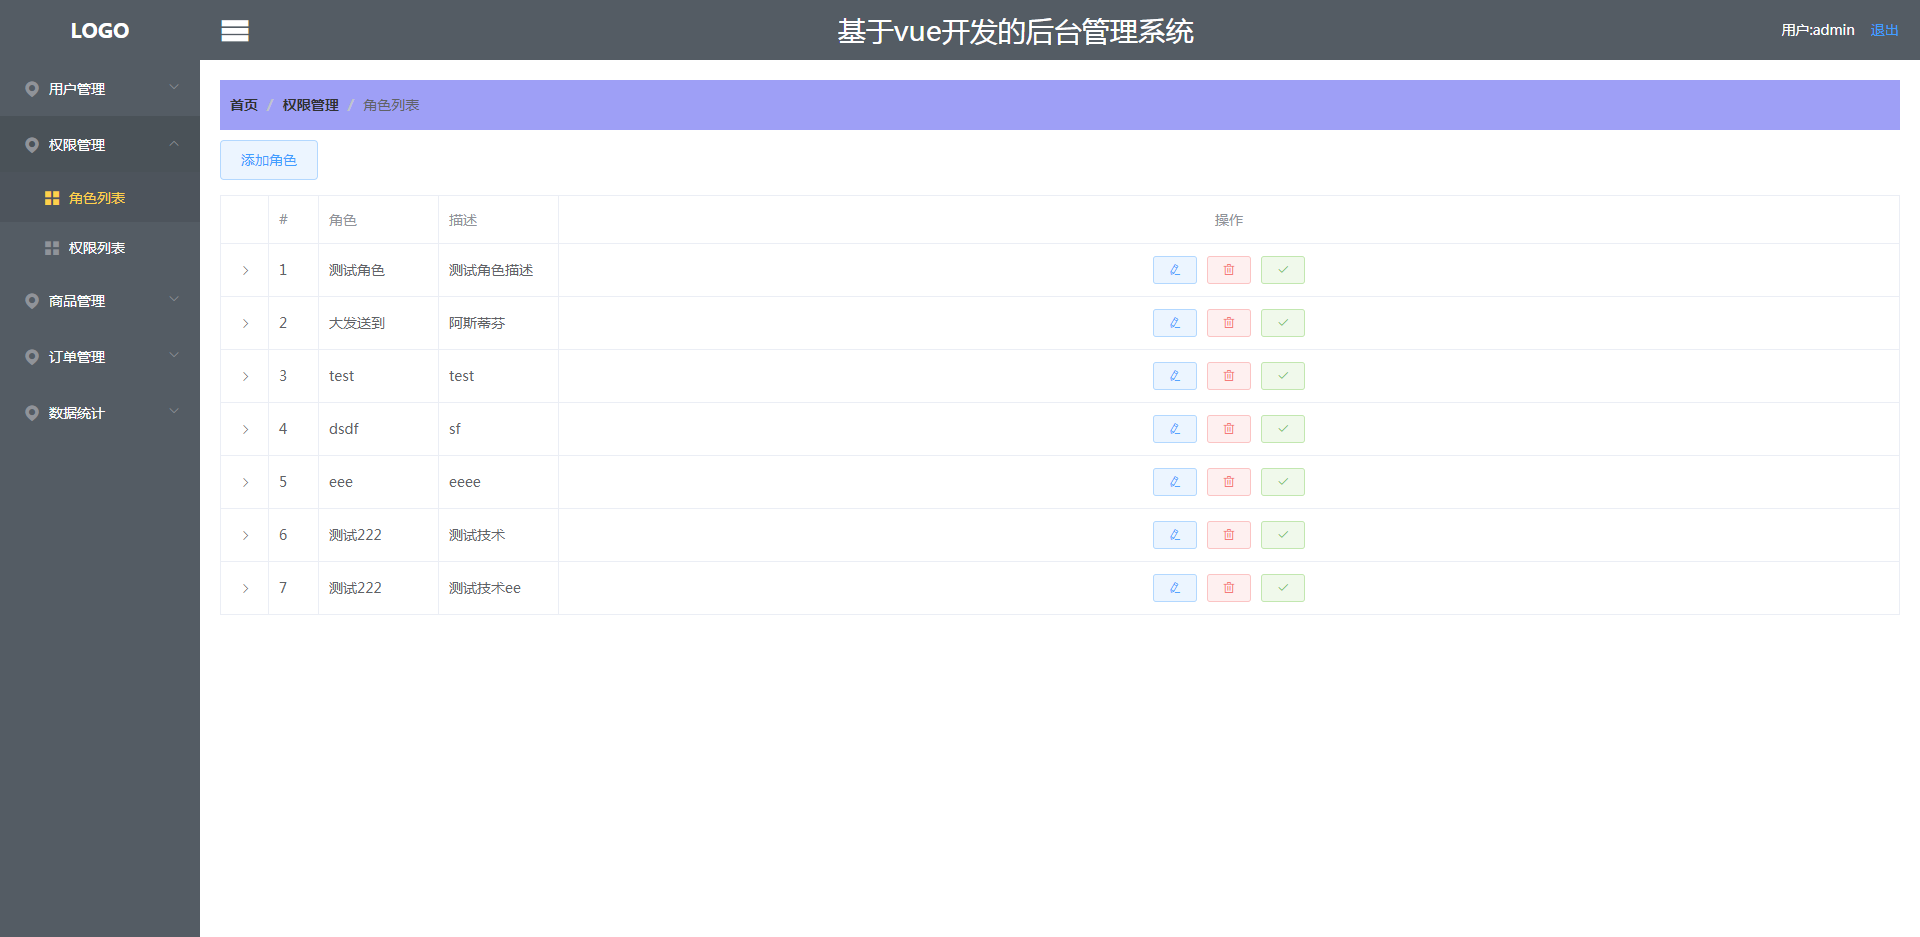 LOGO
基于vue开发的后台管理系统
用户:admin 退出
用户管理
权限管理
角色列表
权限列表
商品管理
订单管理
数据统计
首页 / 权限管理 / 角色列表
添加角色
# 角色 描述 操作
1 测试角色 测试角色描述
2 大发送到 阿斯蒂芬
3 test test
4 dsdf sf
5 eee eeee
6 测试222 测试技术
7 测试222 测试技术ee